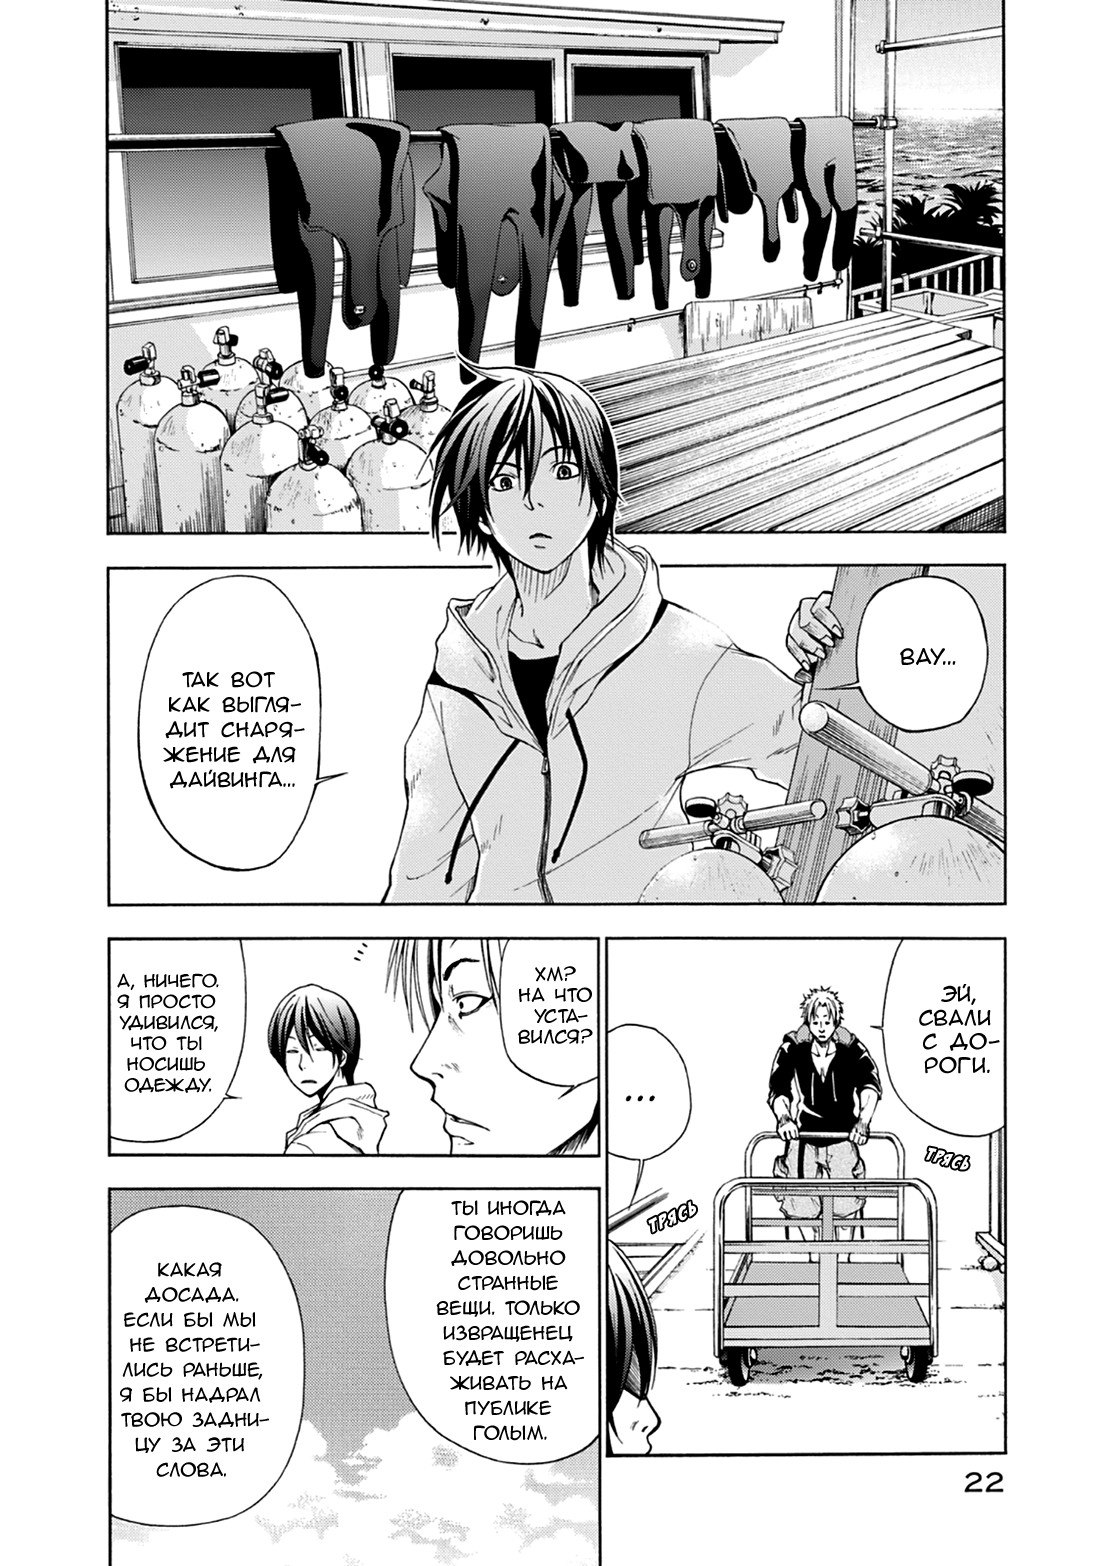 ВАУ...
ТАК ВОТ
КАК ВЫГЛЯ-
ДИТ СНАРЯ-
ЖЕНИЕ ДЛЯ
ДАЙВИНГА...
ЭЙ,
СВАЛИ
С ДО-
РОГИ.
ТРЯСЬ
ТРЯСЬ
...
ХМ?
НА ЧТО
УСТА-
ВИЛСЯ?
А, НИЧЕГО.
Я ПРОСТО
УДИВИЛСЯ,
ЧТО ТЫ
НОСИШЬ
ОДЕЖДУ.
ТЫ ИНОГДА
ГОВОРИШЬ
ДОВОЛЬНО
СТРАННЫЕ
ВЕЩИ. ТОЛЬКО
ИЗВРАЩЕНЕЦ
БУДЕТ РАСХА-
ЖИВАТЬ НА
ПУБЛИКЕ
ГОЛЫМ.
КАКАЯ
ДОСАДА.
ЕСЛИ БЫ МЫ
НЕ ВСТРЕТИ-
ЛИСЬ РАНЬШЕ,
Я БЫ НАДРАЛ
ТВОЮ ЗАДНИ-
ЦУ ЗА ЭТИ
СЛОВА.
22